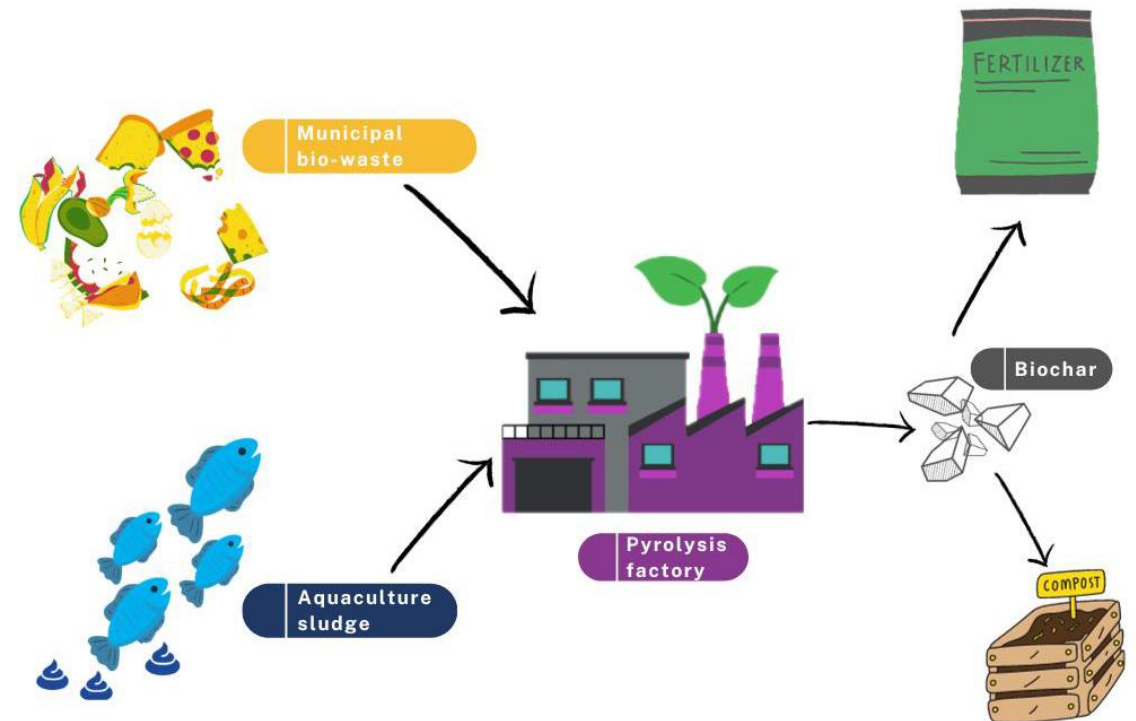 FERTILIZER
Municipal
bio-waste
Biochar
Pyrolysis
factory
COMPOST
Aquaculture
sludge